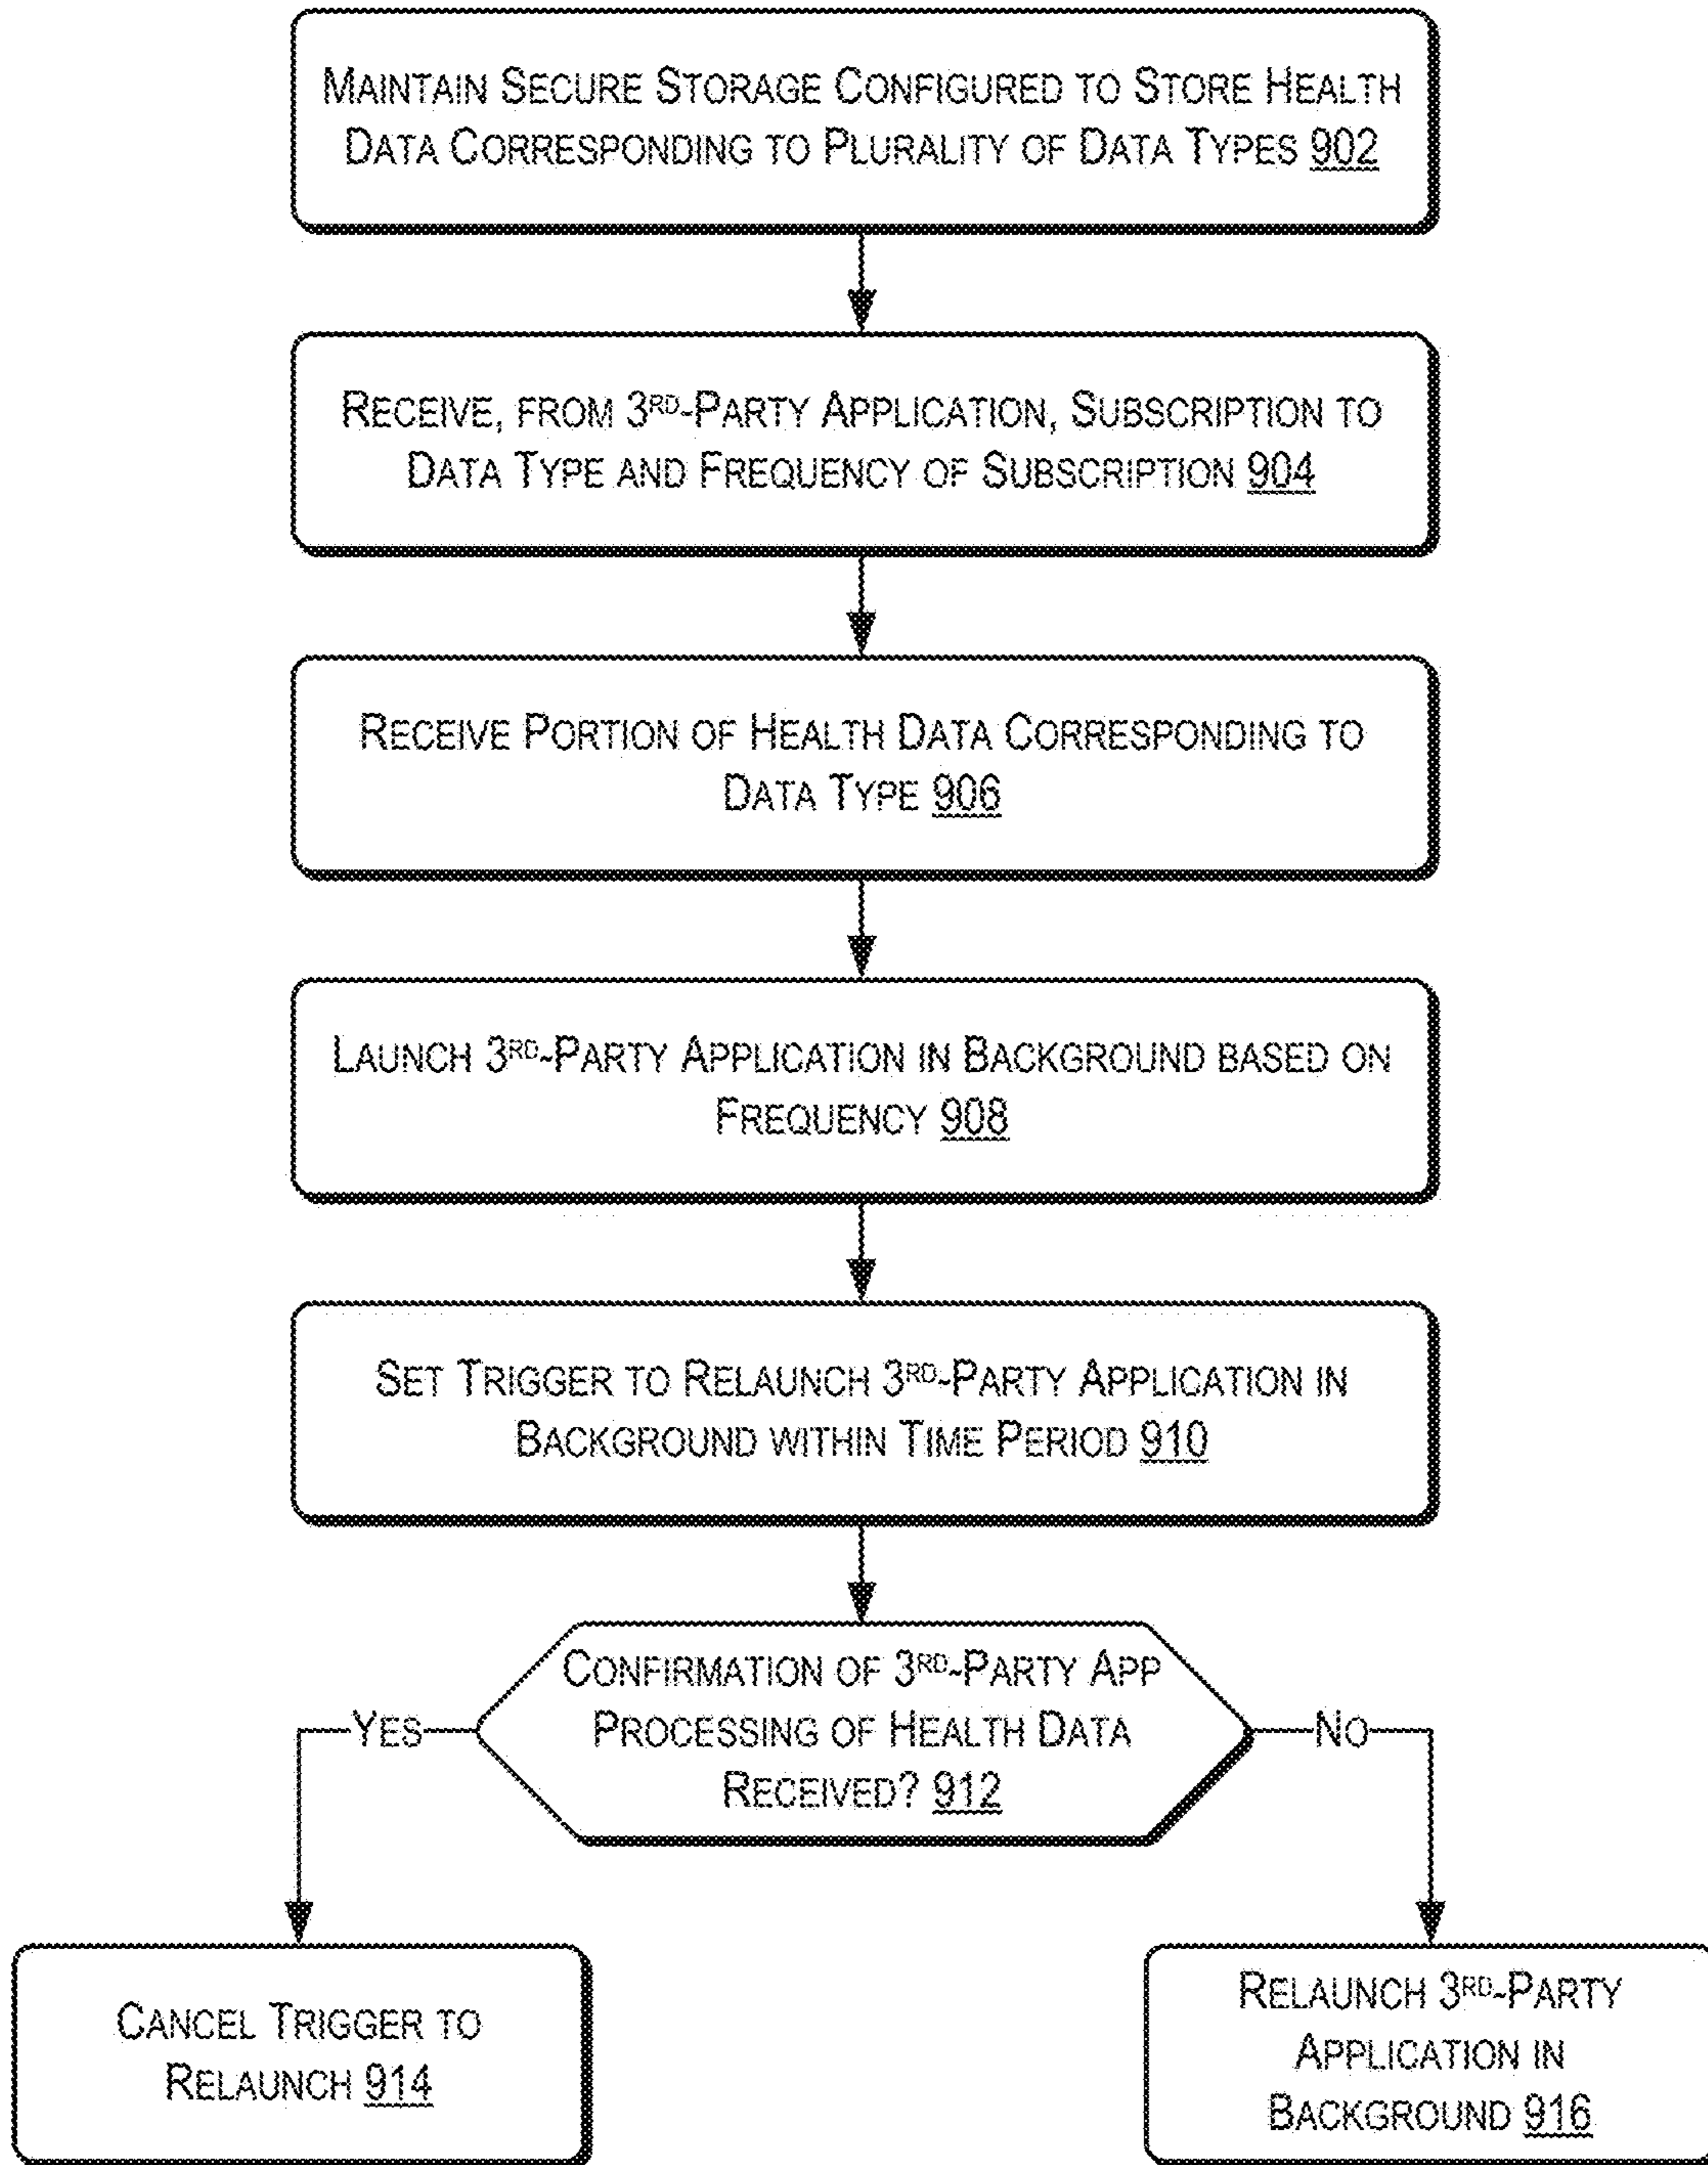 MAINTAIN SECURE STORAGE CONFIGURED TO STORE HEALTH
DATA CORRESPONDING TO PLURALITY OF DATA TYPES 902
RECEIVE, FROM 3RD-PARTY APPLICATION, SUBSCRIPTION TO
DATA TYPE AND FREQUENCY OF SUBSCRIPTION 904
RECEIVE PORTION OF HEALTH DATA CORRESPONDING TO
DATA TYPE 906
LAUNCH 3RD-PARTY APPLICATION IN BACKGROUND BASED ON
FREQUENCY 908
SET TRIGGER TO RELAUNCH 3RD-PARTY APPLICATION IN
BACKGROUND WITHIN TIME PERIOD 910
CONFIRMATION OF 3RD-PARTY APP
PROCESSING OF HEALTH DATA
RECEIVED? 912
YES
NO
CANCEL TRIGGER TO
RELAUNCH 914
RELAUNCH 3RD-PARTY
APPLICATION IN
BACKGROUND 916